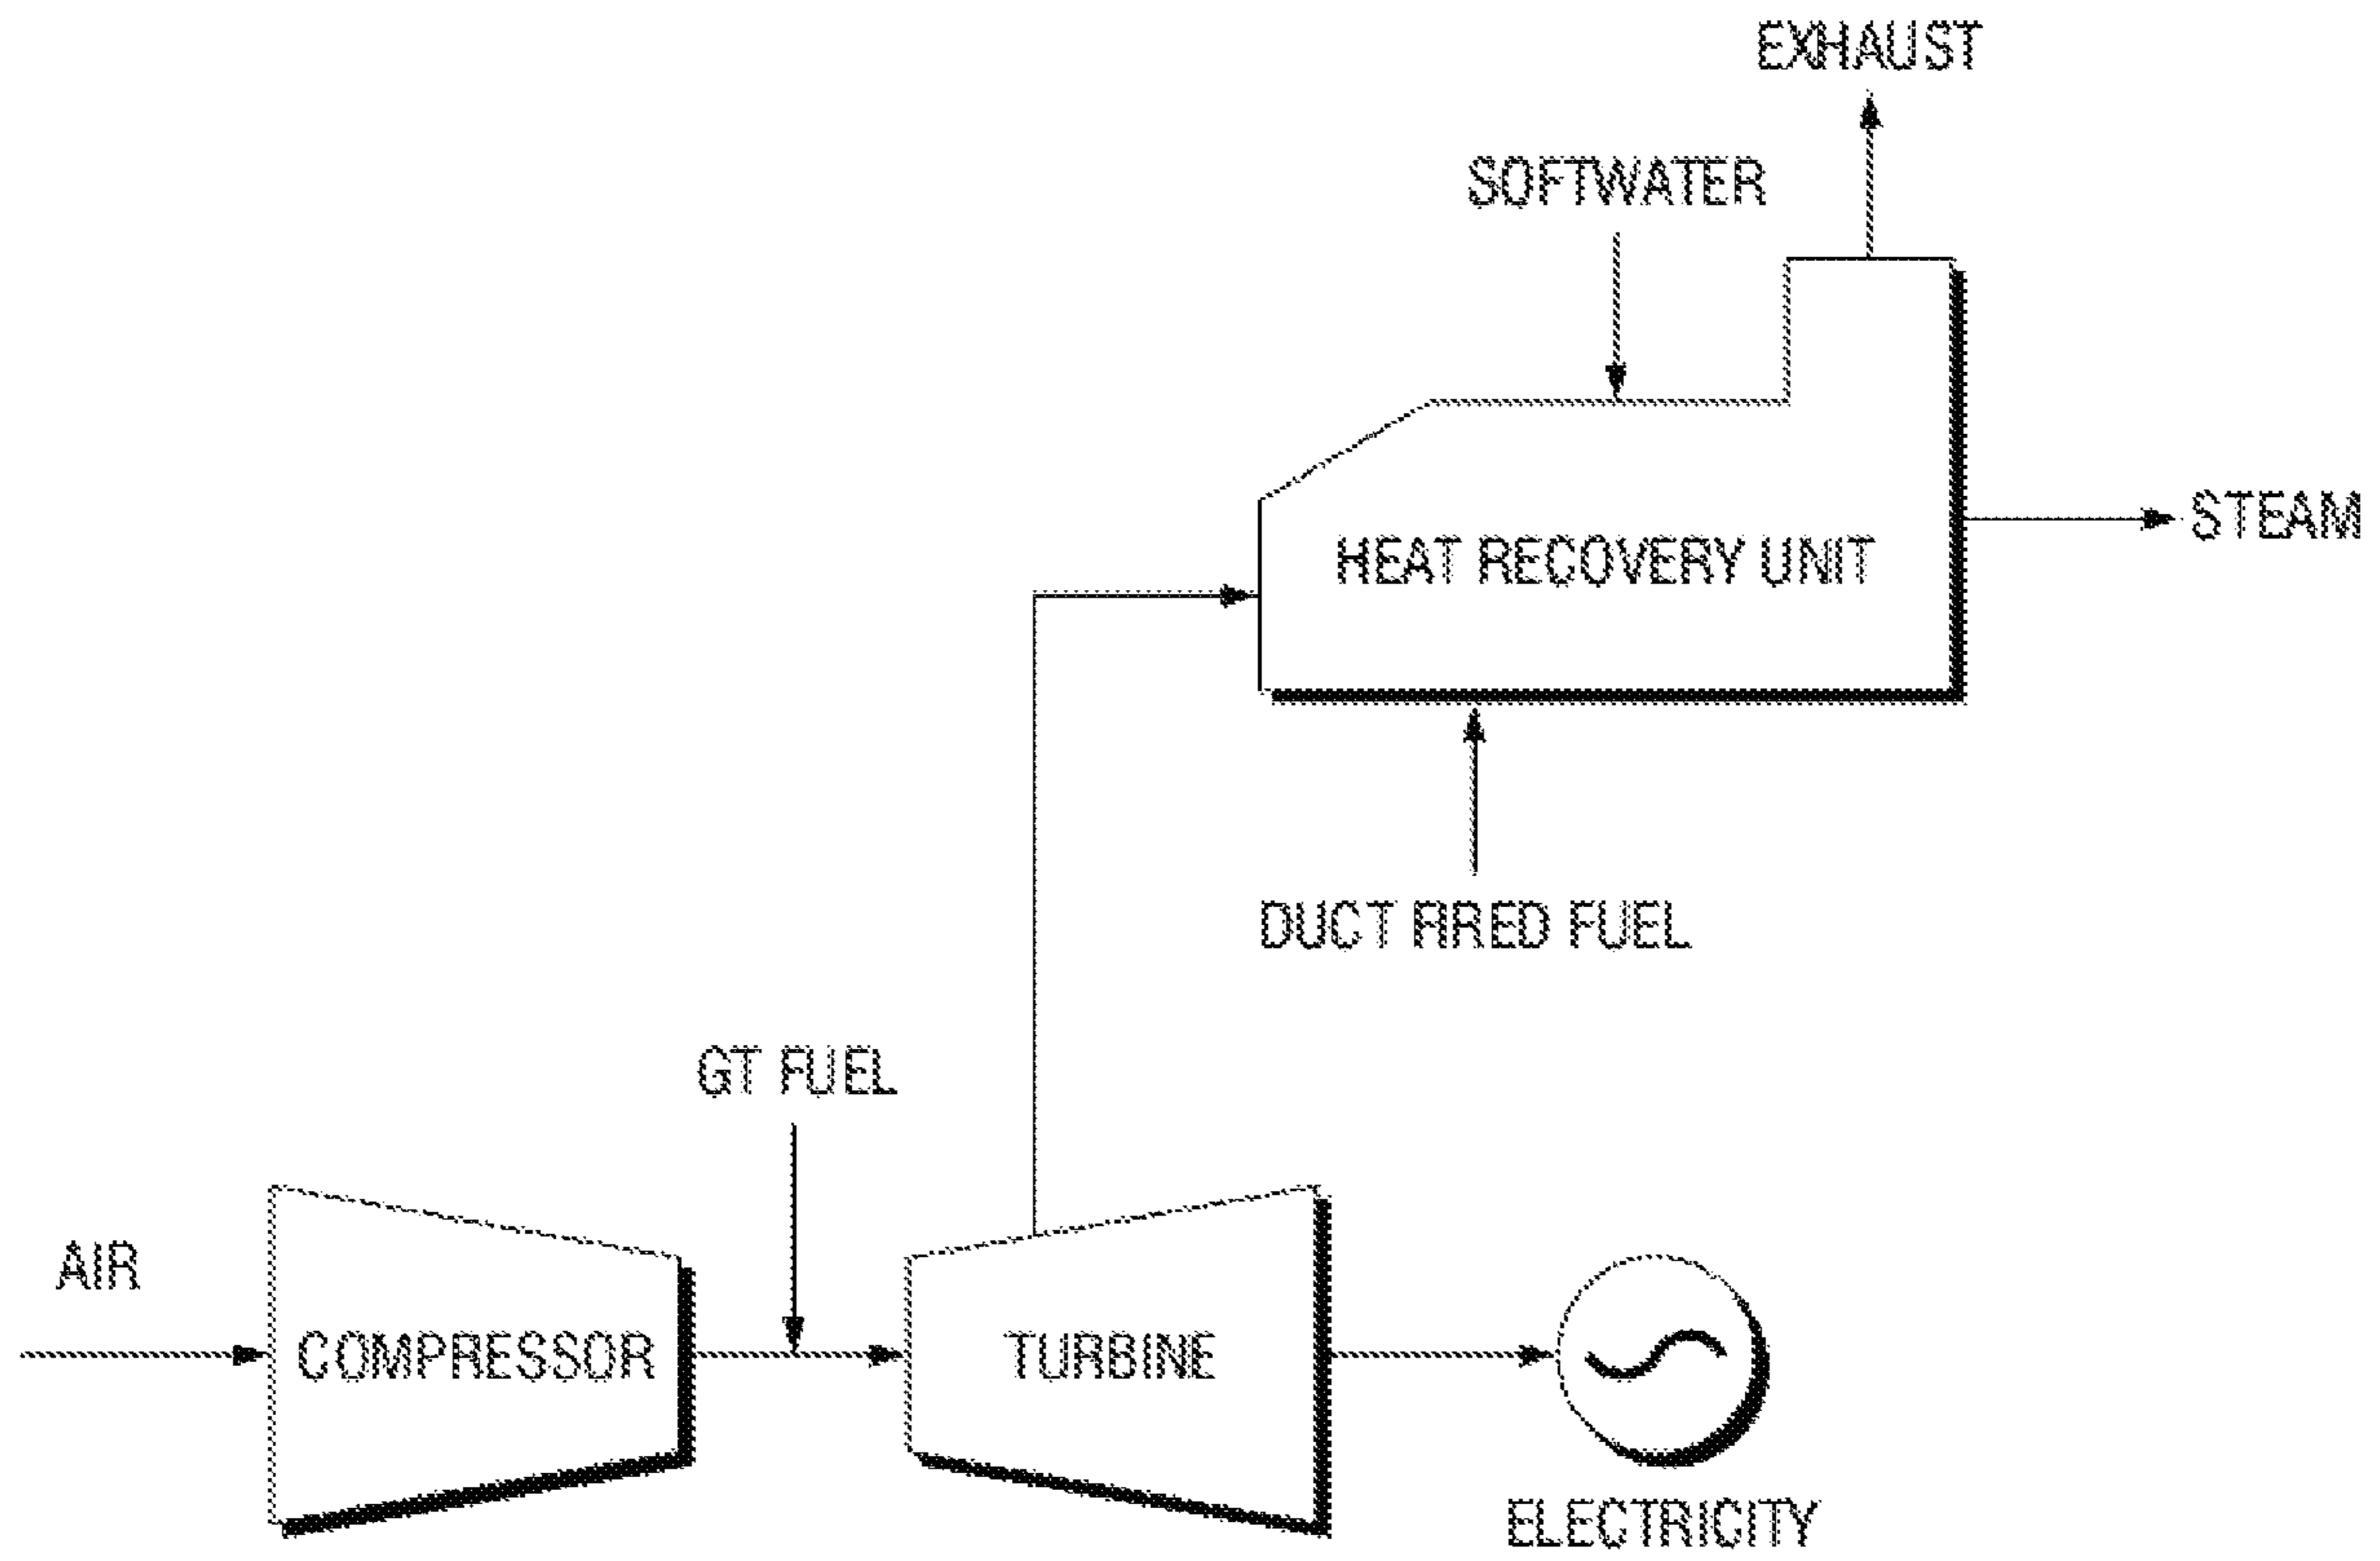 EXHAUST
SOFTWATER
STEAM
HEAT RECOVERY UNIT
DUCT FIRED FUEL
GT FUEL
AIR
COMPRESSOR
TURBINE
ELECTRICITY